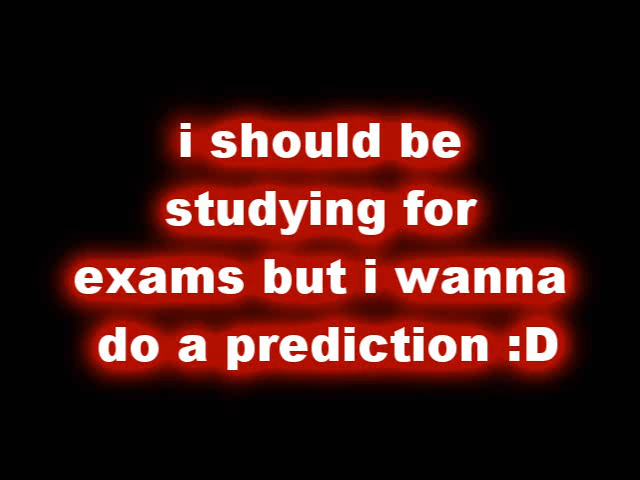 i should be
studying for
exams but i wanna
do a prediction :D